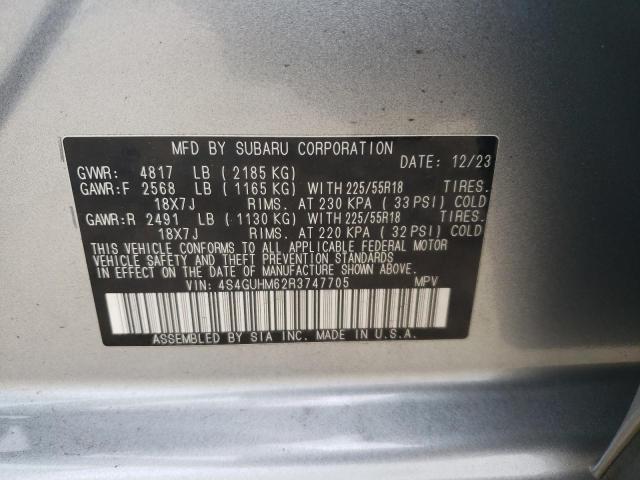 MFD BY SUBARU CORPORATION
DATE: 12/23
GVWR: 4817 LB (2185 KG)
GAWR:F 2568 LB (1165 KG) WITH 225/55R18 TIRES.
18X7J RIMS. AT 230 KPA (33 PSI) COLD
GAWR:R 2491 LB (1130 KG) WITH 225/55R18 TIRES.
18X7J RIMS. AT 220 KPA (32 PSI) COLD
THIS VEHICLE CONFORMS TO ALL APPLICABLE FEDERAL MOTOR
VEHICLE SAFETY AND THEFT PREVENTION STANDARDS
IN EFFECT ON THE DATE OF MANUFACTURE SHOWN ABOVE.
VIN: 4S4GUHM62R3747705 MPV
ASSEMBLED BY SIA INC. MADE IN U.S.A.